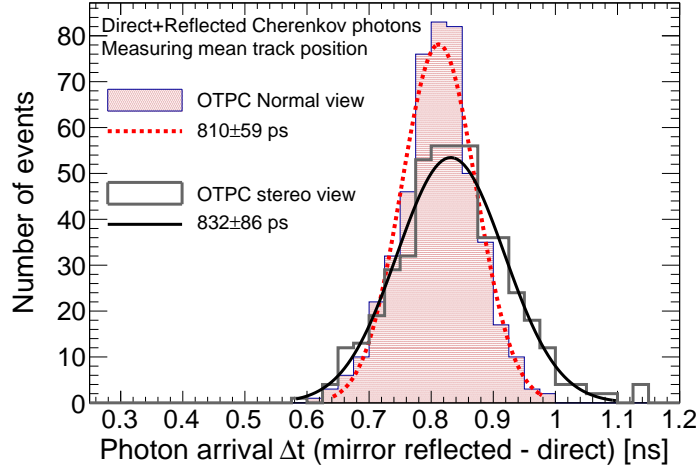 Direct+Reflected Cherenkov photons
Measuring mean track position
OTPC Normal view
810±59 ps
OTPC stereo view
832±86 ps
Number of events
80
70
60
50
40
30
20
10
0
0.3 0.4 0.5 0.6 0.7 0.8 0.9 1 1.1 1.2
Photon arrival Δt (mirror reflected - direct) [ns]